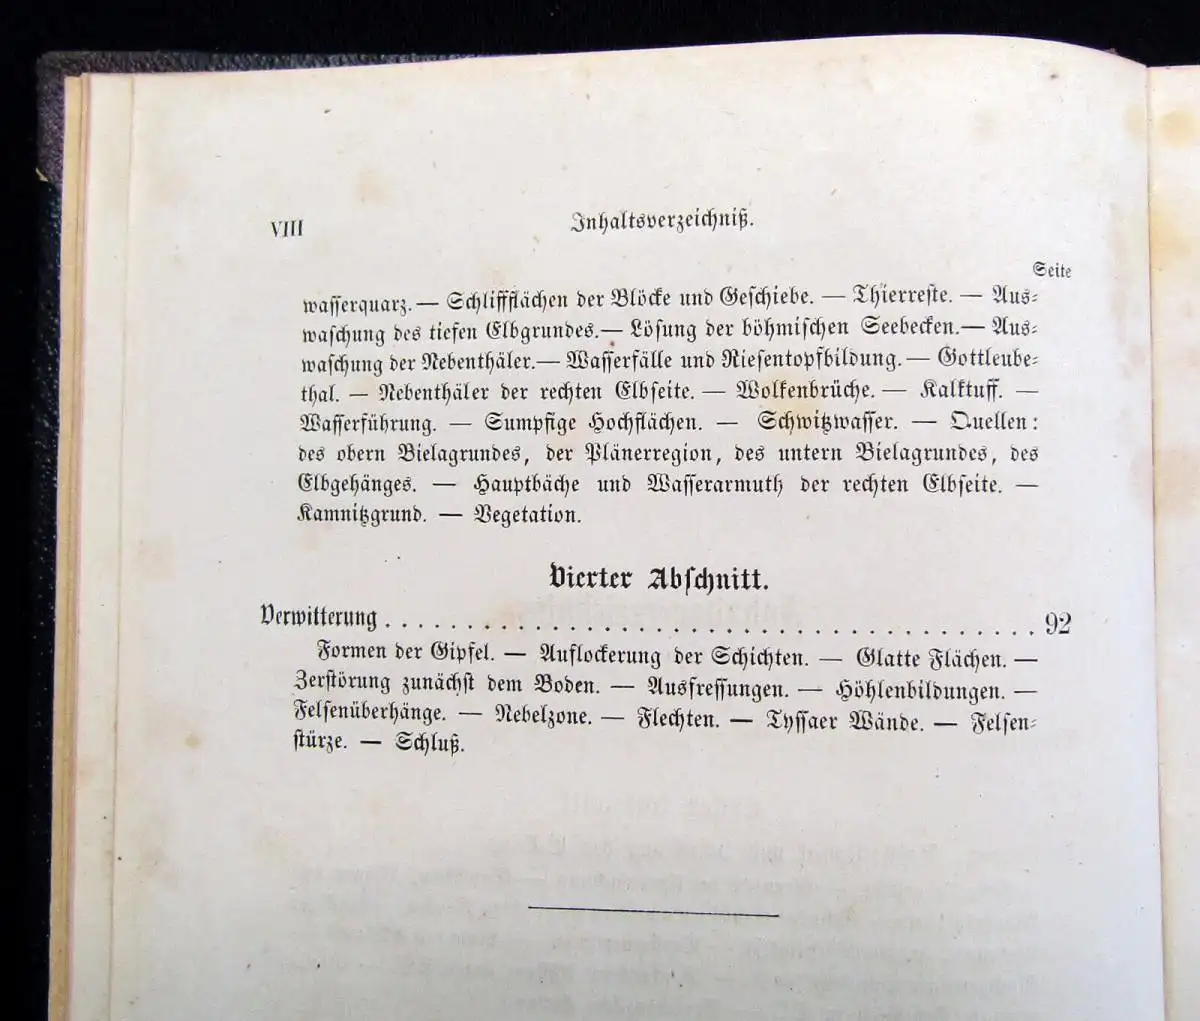 VIII Inhaltsverzeichniß.
Seite
wasserquarz. — Schliffflächen der Blöcke und Geschiebe. — Thierreste. — Aus-
waschung des tiefen Elbgrundes. — Lösung der böhmischen Seebecken. — Aus-
waschung der Nebenthäler. — Wasserfälle und Riesentopfbildung. — Gottleube-
thal. — Nebenthäler der rechten Elbseite. — Wolkenbrüche. — Kalktuff. —
Wasserführung. — Sumpfige Hochflächen. — Schwitzwasser. — Quellen:
des obern Bielagrundes, der Plänerregion, des untern Bielagrundes, des
Elbgehänges. — Hauptbäche und Wasserarmuth der rechten Elbseite. —
Kamnitzgrund. — Vegetation.
Vierter Abschnitt.
Verwitterung . . . . . . . . . . . . . . . . . . . . . . . . . 92
Formen der Gipfel. — Auflockerung der Schichten. — Glatte Flächen. —
Zerstörung zunächst dem Boden. — Ausfressungen. — Höhlenbildungen. —
Felsenüberhänge. — Nebelzone. — Flechten. — Tyssaer Wände. — Felsen-
stürze. — Schluß.